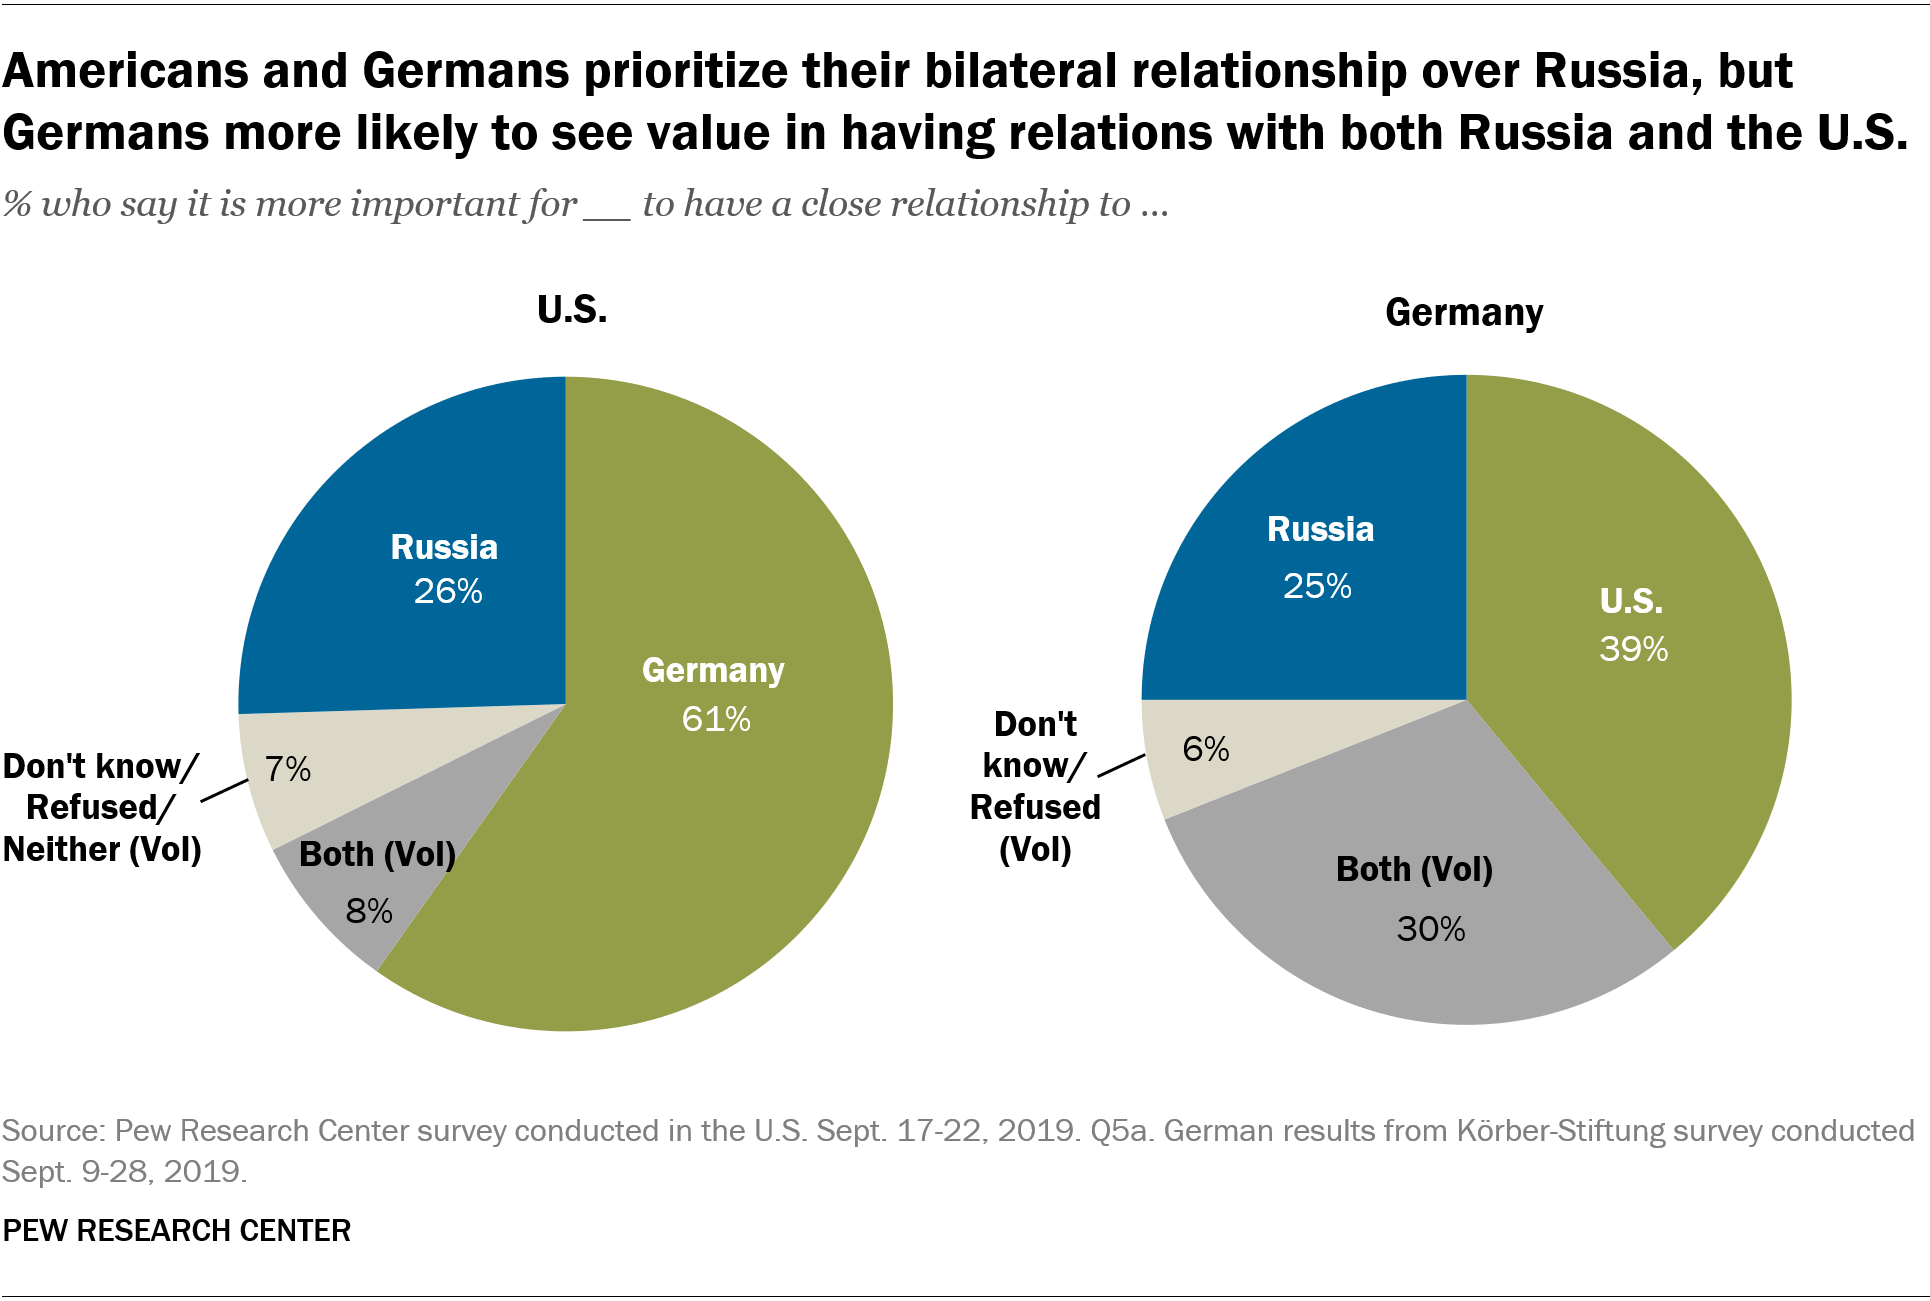 Americans and Germans prioritize their bilateral relationship over Russia, but
Germans more likely to see value in having relations with both Russia and the U.S.
% who say it is more important for __ to have a close relationship to ...
U.S.
Russia
26%
Germany
61%
Don't know/
Refused/
Neither (Vol)
7%
Both (Vol)
8%
Germany
Russia
25%
U.S.
39%
Don't
know/
Refused
(Vol)
6%
Both (Vol)
30%
Source: Pew Research Center survey conducted in the U.S. Sept. 17-22, 2019. Q5a. German results from Körber-Stiftung survey conducted
Sept. 9-28, 2019.
PEW RESEARCH CENTER